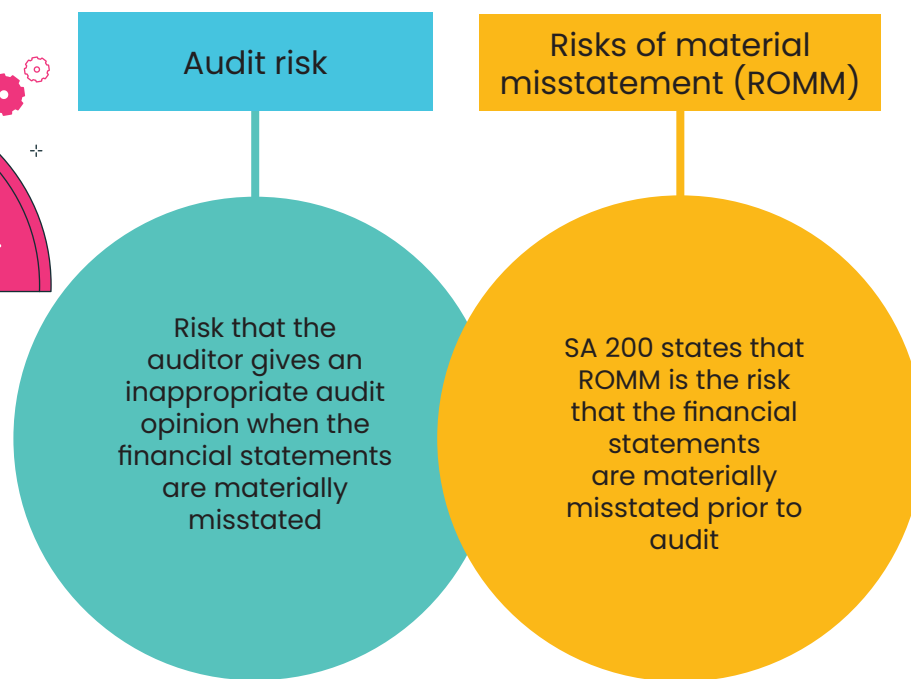 Audit risk
Risks of material
misstatement (ROMM)
Risk that the
auditor gives an
inappropriate audit
opinion when the
financial statements
are materially
misstated
SA 200 states that
ROMM is the risk
that the financial
statements
are materially
misstated prior to
audit